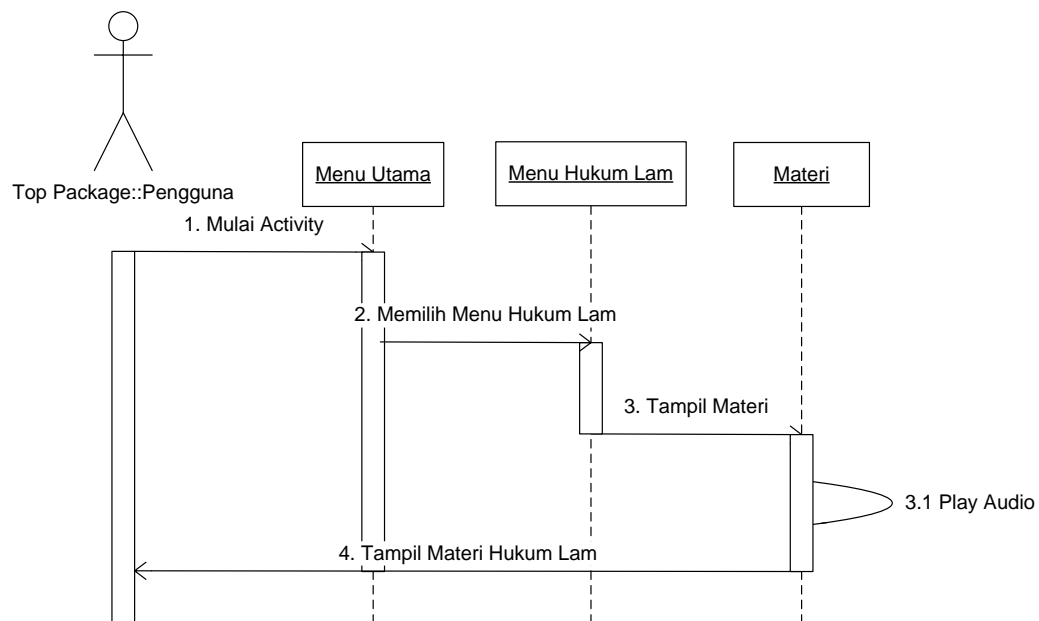 Top Package::Pengguna
Menu Utama
Menu Hukum Lam
Materi
1. Mulai Activity
2. Memilih Menu Hukum Lam
3. Tampil Materi
3.1 Play Audio
4. Tampil Materi Hukum Lam